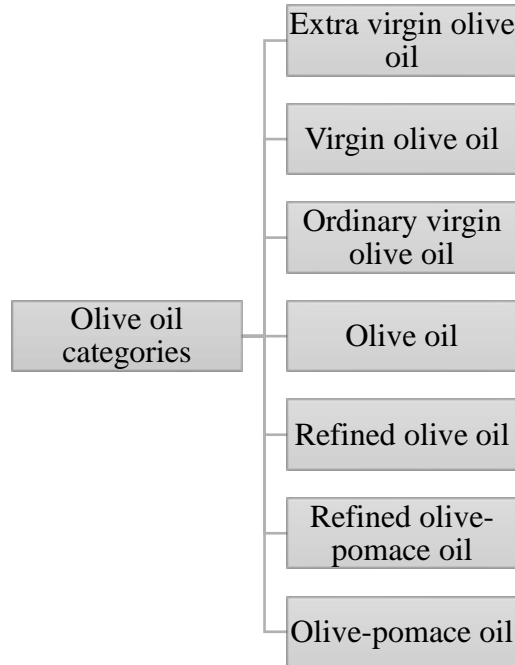 Extra virgin olive
oil
Virgin olive oil
Ordinary virgin
olive oil
Olive oil
categories
Olive oil
Refined olive oil
Refined olive-
pomace oil
Olive-pomace oil